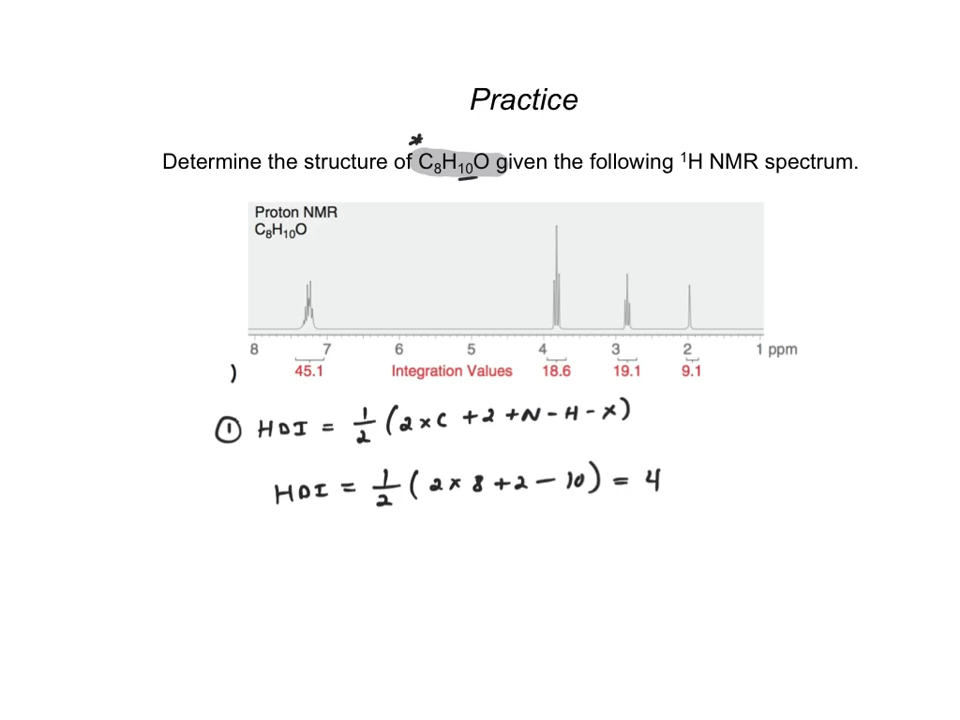 Practice
*
Determine the structure of C₈H₁₀O given the following ¹H NMR spectrum.
Proton NMR
C₈H₁₀O
8 7 6 5 4 3 2 1 ppm
) 45.1 Integration Values 18.6 19.1 9.1
① HDI = 1/2 (2×C +2 +N - H - X)
HDI = 1/2 (2×8+2-10) = 4